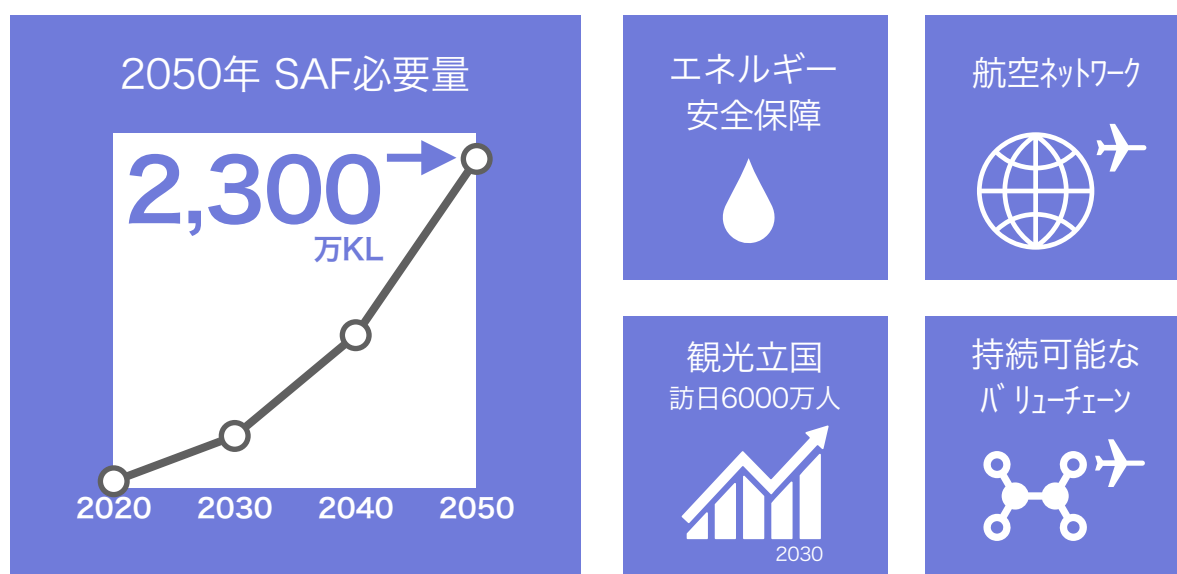 2050年 SAF必要量
2,300
万KL
2020 2030 2040 2050
エネルギー
安全保障
航空ネットワーク
観光立国
訪日6000万人
2030
持続可能な
バリューチェーン